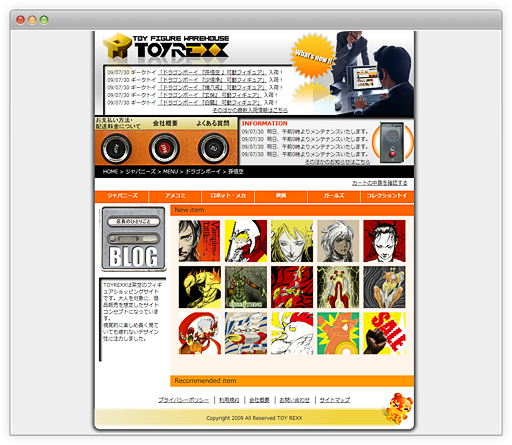 TOY FIGURE WAREHOUSE
TOYREXX
What's new !!
09/07/30 ギークトイ 「ドラゴンボーイ 『孫悟空 』 可動フィギュア」 入荷！
09/07/30 ギークトイ 「ドラゴンボーイ 『沙悟浄』 可動フィギュア」 入荷！
09/07/30 ギークトイ 「ドラゴンボーイ 『猪八戒』 可動フィギュア」 入荷！
09/07/30 ギークトイ 「ドラゴンボーイ 『玄奘』 可動フィギュア」 入荷！
09/07/30 ギークトイ 「ドラゴンボーイ 『白龍』 可動フィギュア」 入荷！
そのほかの最新入荷情報はこちら
お支払い方法・
配送料金について
会社概要
よくある質問
INFORMATION
09/07/30 明日、午前0時よりメンテナンスいたします。
09/07/30 明日、午前0時よりメンテナンスいたします。
09/07/30 明日、午前0時よりメンテナンスいたします。
09/07/30 明日、午前0時よりメンテナンスいたします。
そのほかのお知らせはこちら
HOME > ジャパニーズ > MENU > ドラゴンボーイ > 孫悟空
カートの中身を確認する
ジャパニーズ
アメコミ
ロボット・メカ
映画
ガールズ
コレクショントイ
店長のひとりごと
BLOG
New item
TOYREXXは架空のフィギ
ュアショッピングサイト
です。大人を対象に、商
品販売を想定したサイト
コンセプトになっていま
す。
視覚的に楽しめ長く見て
いても疲れないデザイン
性に注力しました。
SALE
Recommended item
プライバシーポリシー
利用規約
会社概要
お問い合わせ
サイトマップ
Copyright 2009 All Reserved TOY REXX